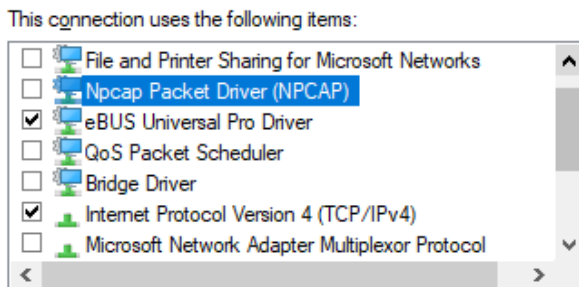 This connection uses the following items:
File and Printer Sharing for Microsoft Networks
Npcap Packet Driver (NPCAP)
eBUS Universal Pro Driver
QoS Packet Scheduler
Bridge Driver
Internet Protocol Version 4 (TCP/IPv4)
Microsoft Network Adapter Multiplexor Protocol